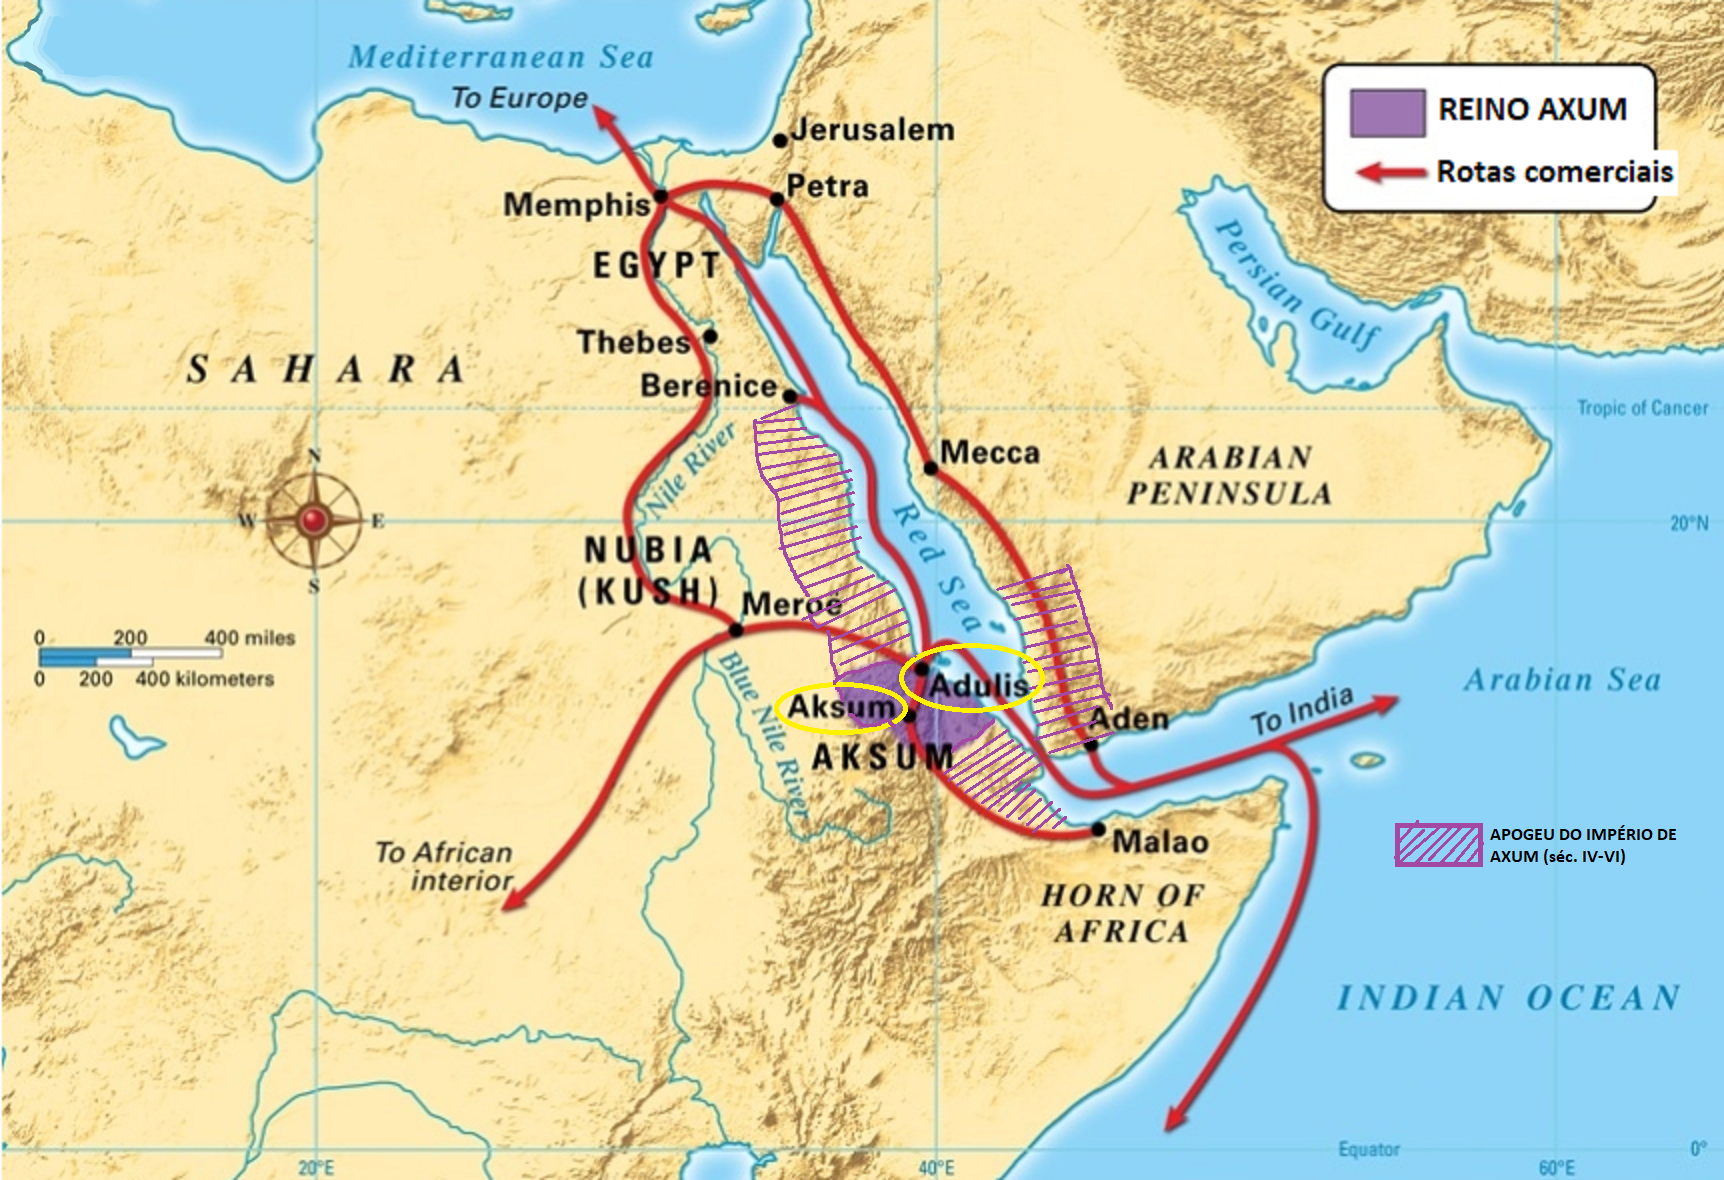 Mediterranean Sea
To Europe
Jerusalem
REINO AXUM
Rotas comerciais
Petra
Memphis
EGYPT
Persian Gulf
Thebes
SAHARA
Berenice
Tropic of Cancer
Nile River
Mecca
ARABIAN
PENINSULA
N
W
E
S
Red Sea
20°N
NUBIA
(KUSH)
Meroë
0 200 400 miles
0 200 400 kilometers
Blue Nile River
Adulis
Aksum
AKSUM
Aden
To India
Arabian Sea
Malao
APOGEU DO IMPÉRIO DE
AXUM (séc. IV-VI)
To African
interior
HORN OF
AFRICA
INDIAN OCEAN
Equator
0°
20°E
40°E
60°E